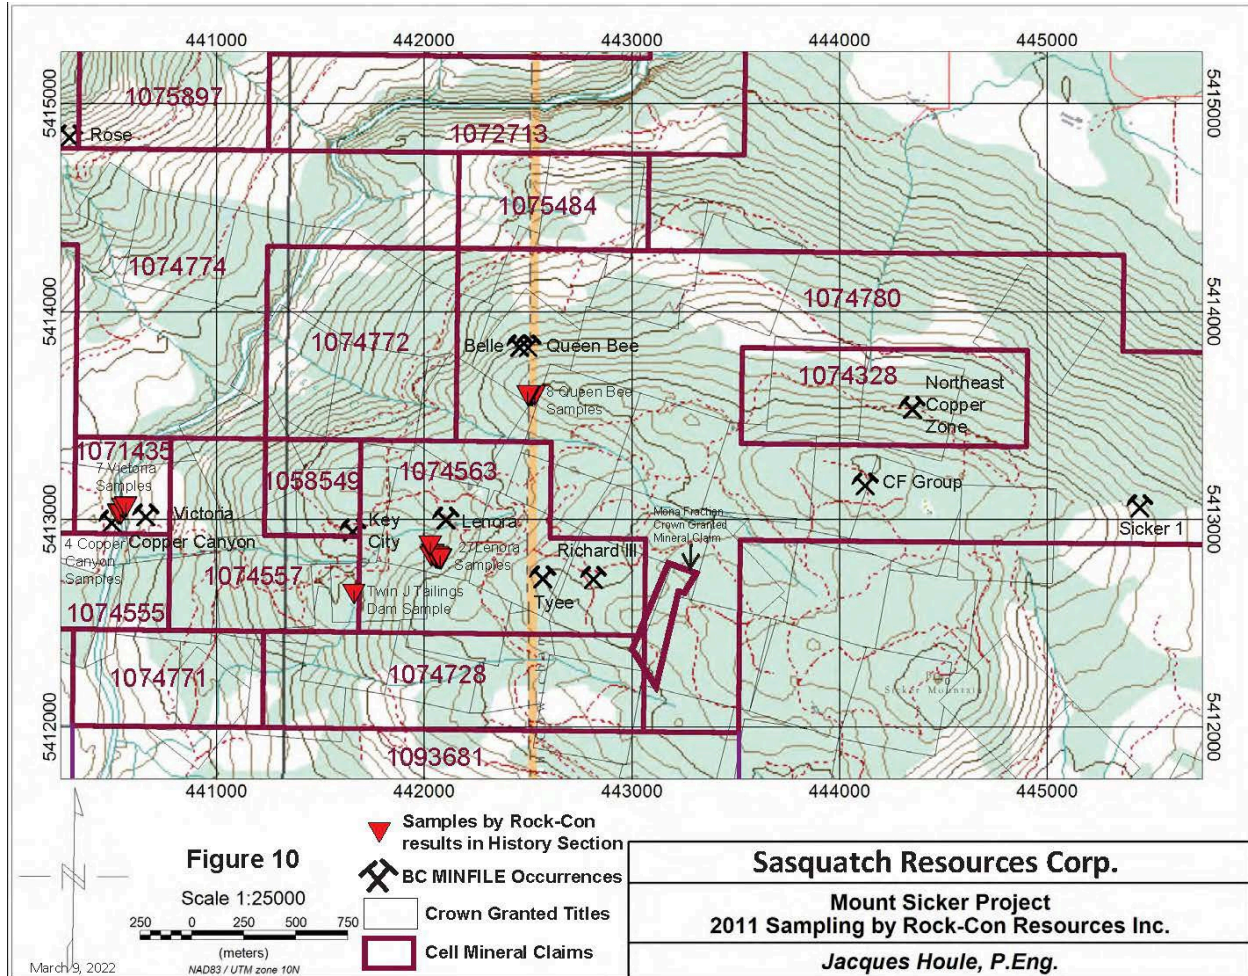 441000 442000 443000 444000 445000
5415000
5415000
1075897
Rose
1072713
1075484
1074774
1074780
5414000
5414000
1074772
Belle
Queen Bee
1074328
Northeast
Copper
Zone
8 Queen Bee
Samples
1071435
7 Victoria
Samples
1058549
1074563
CF Group
Victoria
Key
City
Lenora
Mona Frachen
Crown Granted
Mineral Claim
Sicker 1
5413000
5413000
Copper Canyon
4 Copper
Canyon
Samples
27 Lenora
Samples
Richard III
1074557
Twin J Tailings
Dam Sample
Tyee
1074555
1074771
1074728
Sicker Mountain
5412000
5412000
1093681
441000 442000 443000 444000 445000
Samples by Rock-Con
results in History Section
BC MINFILE Occurrences
Crown Granted Titles
Cell Mineral Claims
Figure 10
Scale 1:25000
250 0 250 500 750
(meters)
NAD83 / UTM zone 10N
N
March 9, 2022
Sasquatch Resources Corp.
Mount Sicker Project
2011 Sampling by Rock-Con Resources Inc.
Jacques Houle, P.Eng.